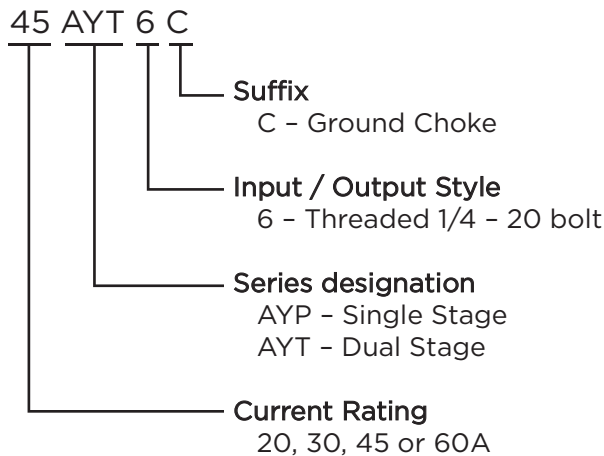 45 AYT 6 C
Suffix
C – Ground Choke
Input / Output Style
6 – Threaded 1/4 – 20 bolt
Series designation
AYP – Single Stage
AYT – Dual Stage
Current Rating
20, 30, 45 or 60A